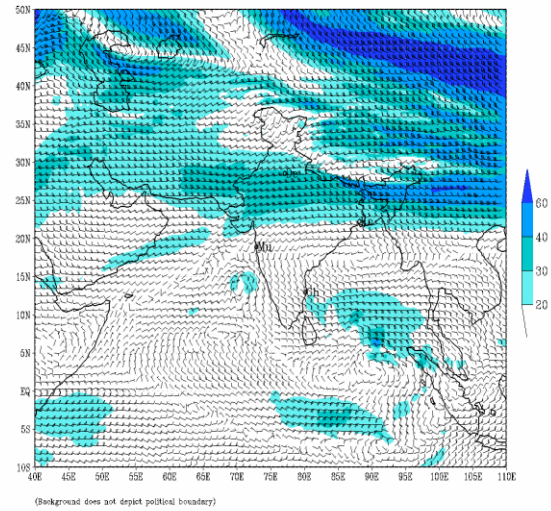 50N
45N
40N
35N
30N
25N
20N
15N
10N
5N
EQ
5S
10S
40E 45E 50E 55E 60E 65E 70E 75E 80E 85E 90E 95E 100E 105E 110E
Mu
Ch
60
40
30
20
(Background does not depict political boundary)